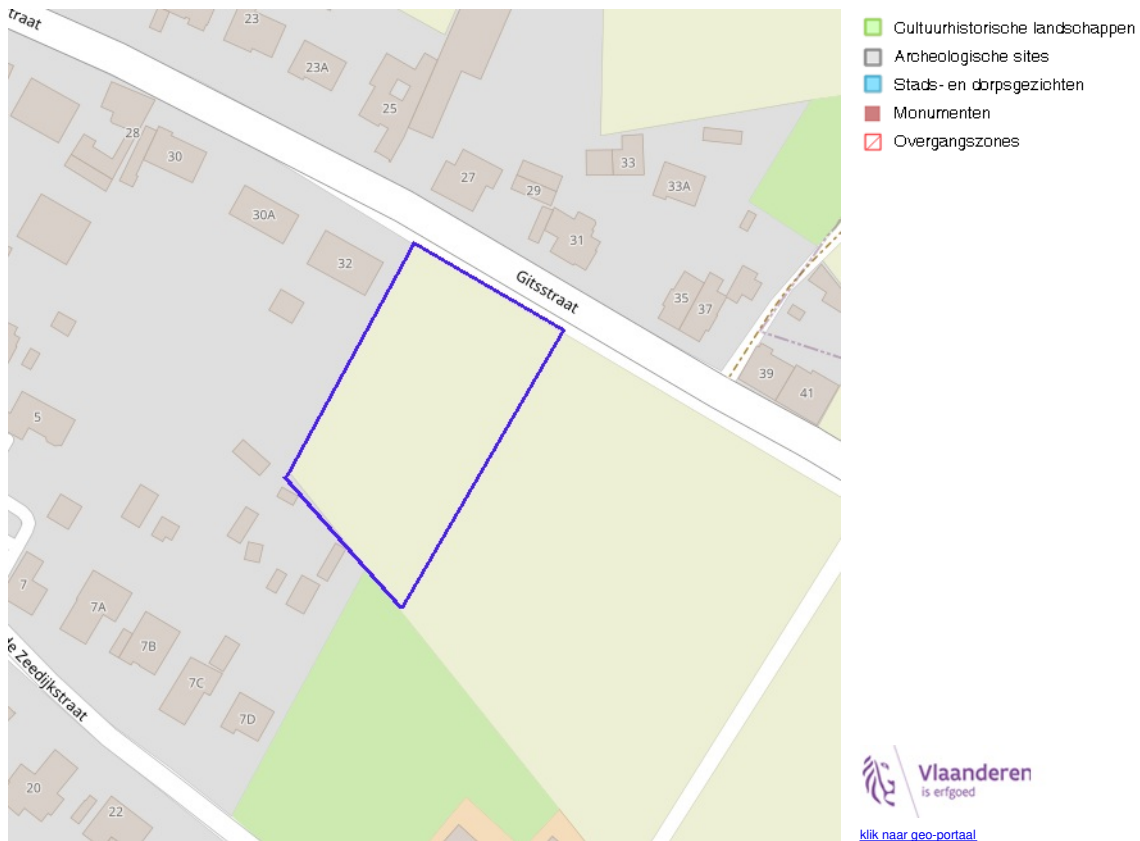 traat
23
23A
25
28
30
27
29
33
33A
30A
31
32
Gitsstraat
35
37
39
41
5
7
7A
7B
7C
7D
de Zeedijkstraat
20
22
Cultuurhistorische landschappen
Archeologische sites
Stads- en dorpsgezichten
Monumenten
Overgangszones
Vlaanderen
is erfgoed
klik naar geo-portaal